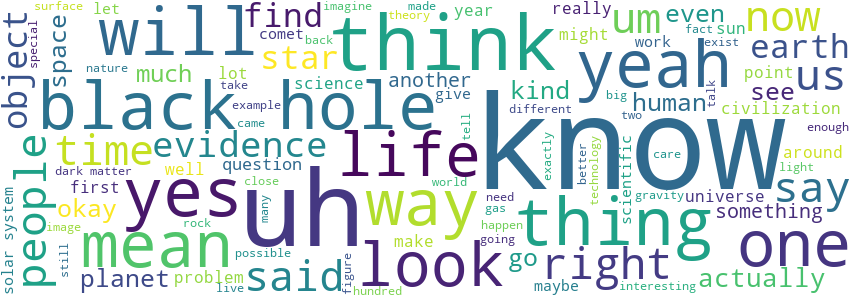 surface
let
special
object
space
nature
will
find
comet
star
imagine
theory
back
made
year
think
um
really
might
even
fact
sun
work
exist
now
earth
us
point
see
much
lot
take
science
example
came
another
give
kind
different
big
human
talk
two
civilization
enough
yeah
black hole
know
people
time
evidence
question
dark matter
first
well
close
life
tell
world
exactly
better
technology
care
scientific
gravity
universe
around
light
say
something
okay
yes
uh
many
way
need
gas
happen
going
thing
one
solar system
image
still
mean
rock
possible
planet
problem
live
said
figure
hundred
look
make
go
maybe
right
interesting
actually